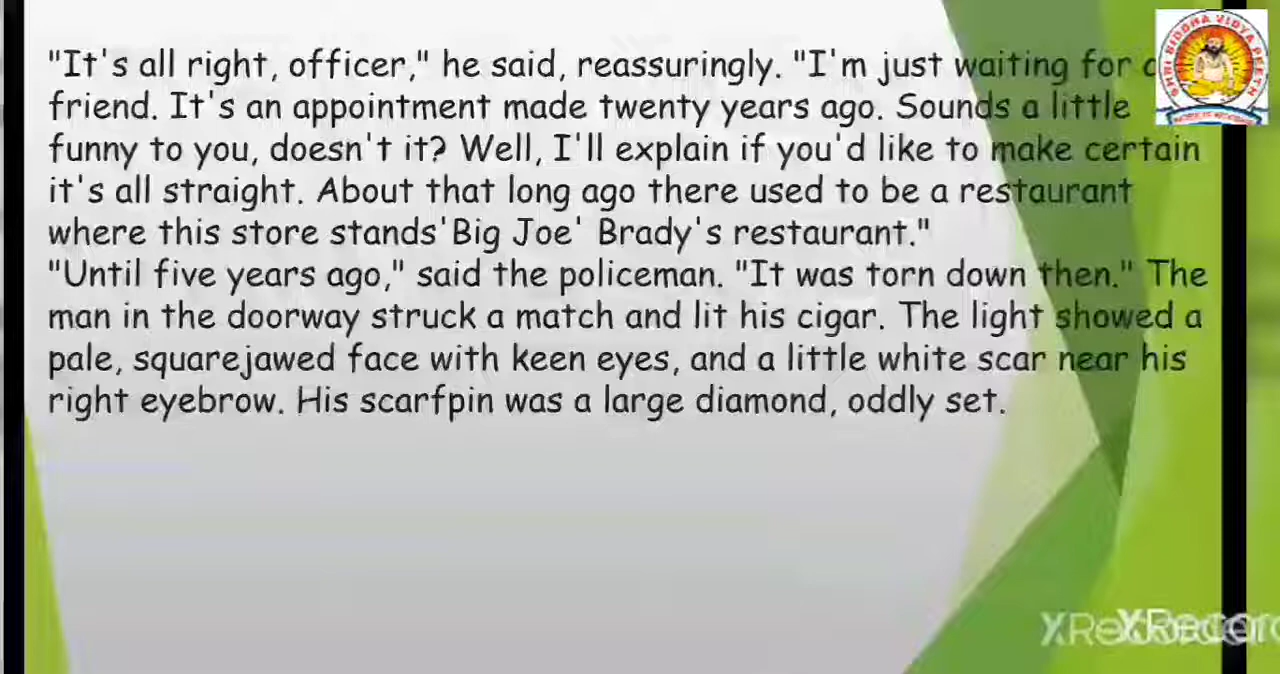 "It's all right, officer," he said, reassuringly. "I'm just waiting for
friend. It's an appointment made twenty years ago. Sounds a little
funny to you, doesn't it? Well, I'll explain if you'd like to make certain
it's all straight. About that long ago there used to be a restaurant
where this store stands'Big Joe' Brady's restaurant."
"Until five years ago," said the policeman. "It was torn down then." The
man in the doorway struck a match and lit his cigar. The light showed a
pale, squarejawed face with keen eyes, and a little white scar near his
right eyebrow. His scarfpin was a large diamond, oddly set.
SHRI SIDDHA VIDYA PEETH